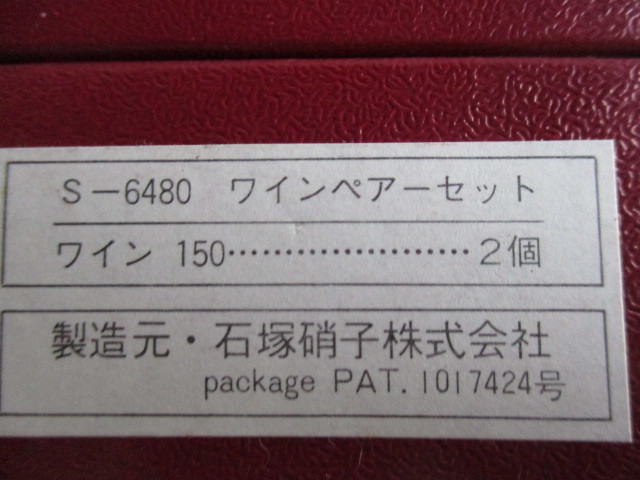 S－6480　ワインペアーセット
ワイン 150……………………2個
製造元・石塚硝子株式会社
package PAT. 1017424号